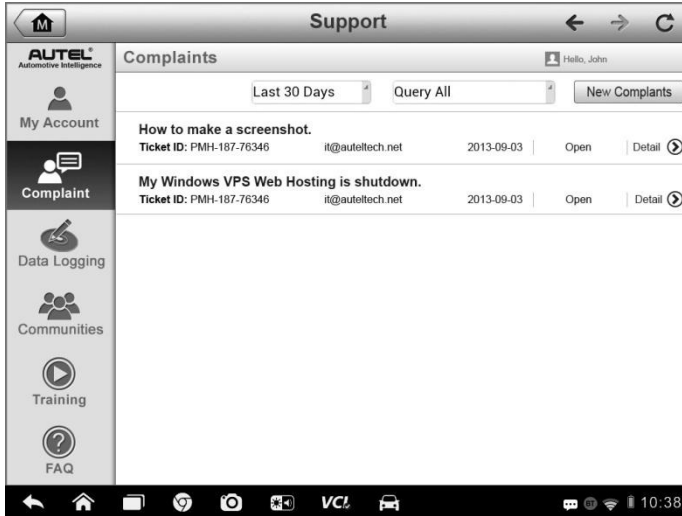 M
Support
AUTEL®
Automotive Intelligence
Complaints
Hello, John
Last 30 Days
Query All
New Complants
My Account
How to make a screenshot.
Ticket ID: PMH-187-76346 it@auteltech.net 2013-09-03 Open Detail
Complaint
My Windows VPS Web Hosting is shutdown.
Ticket ID: PMH-187-76346 it@auteltech.net 2013-09-03 Open Detail
Data Logging
Communities
Training
?
FAQ
VCI 10:38